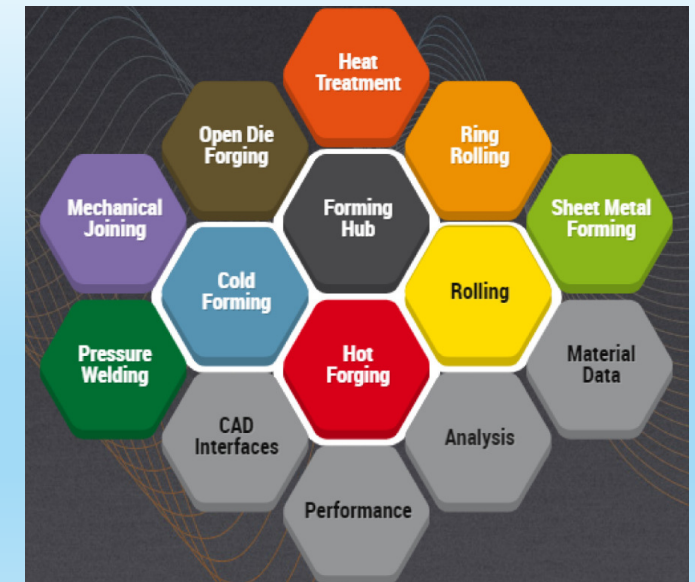 Heat
Treatment
Open Die
Forging
Ring
Rolling
Mechanical
Joining
Forming
Hub
Sheet Metal
Forming
Cold
Forming
Rolling
Pressure
Welding
Hot
Forging
Material
Data
CAD
Interfaces
Analysis
Performance